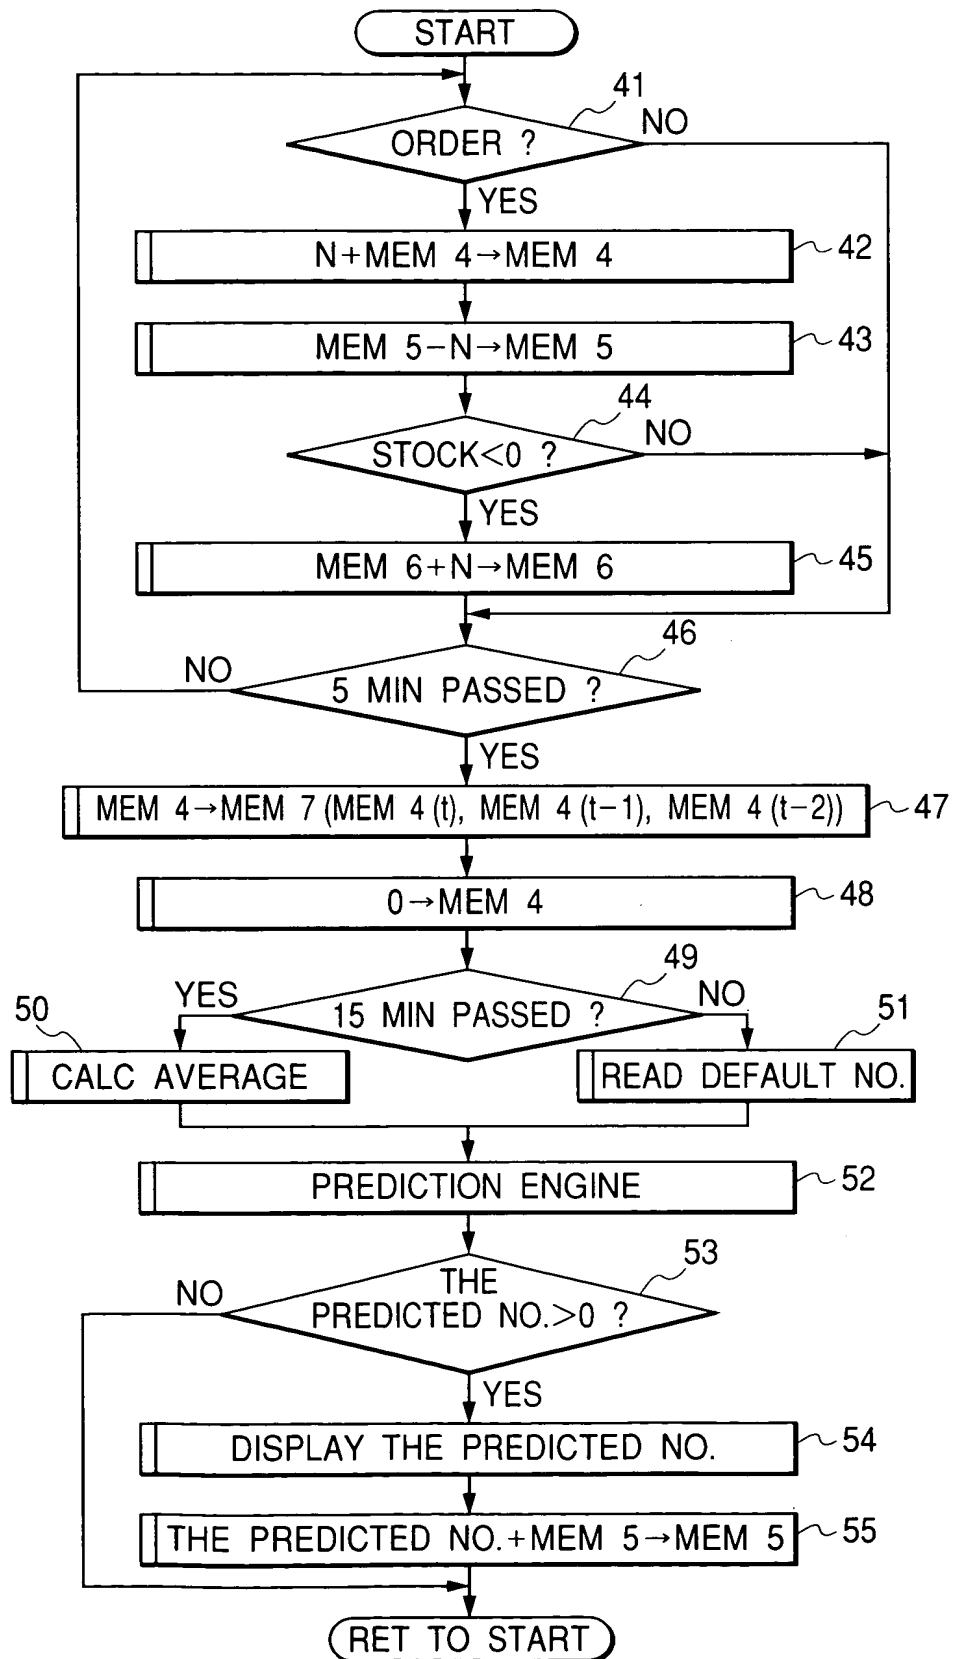 START
41
ORDER ?
NO
YES
N+MEM 4→MEM 4
42
MEM 5−N→MEM 5
43
44
STOCK<0 ?
NO
YES
MEM 6+N→MEM 6
45
46
NO
5 MIN PASSED ?
YES
MEM 4→MEM 7 (MEM 4 (t), MEM 4 (t−1), MEM 4 (t−2))
47
0→MEM 4
48
49
YES
15 MIN PASSED ?
NO
50
51
CALC AVERAGE
READ DEFAULT NO.
PREDICTION ENGINE
52
53
NO
THE
PREDICTED NO.>0 ?
YES
DISPLAY THE PREDICTED NO.
54
THE PREDICTED NO.+MEM 5→MEM 5
55
RET TO START